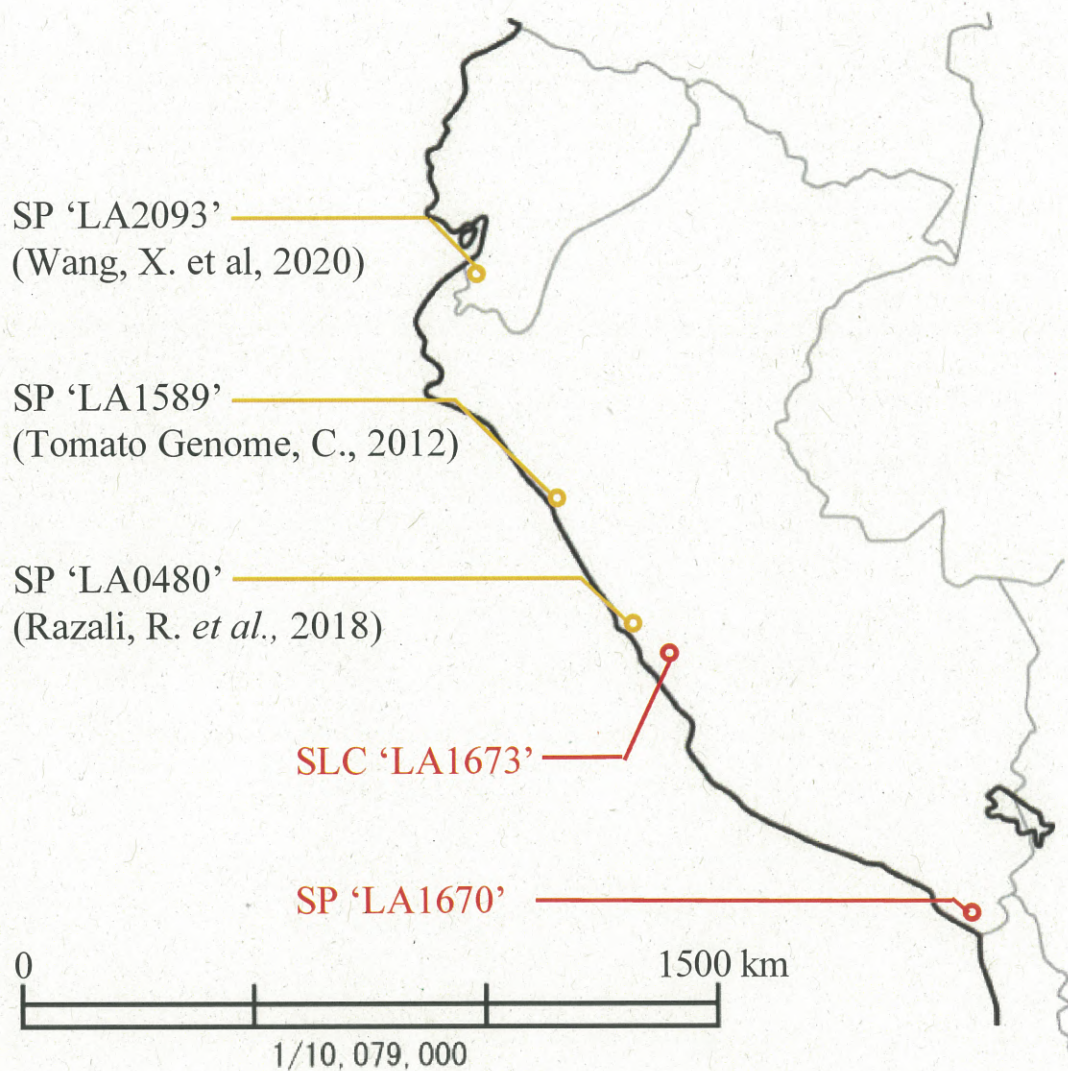 SP ‘LA2093’
(Wang, X. et al, 2020)
SP ‘LA1589’
(Tomato Genome, C., 2012)
SP ‘LA0480’
(Razali, R. et al., 2018)
SLC ‘LA1673’
SP ‘LA1670’
0 1500 km
1/10,079,000